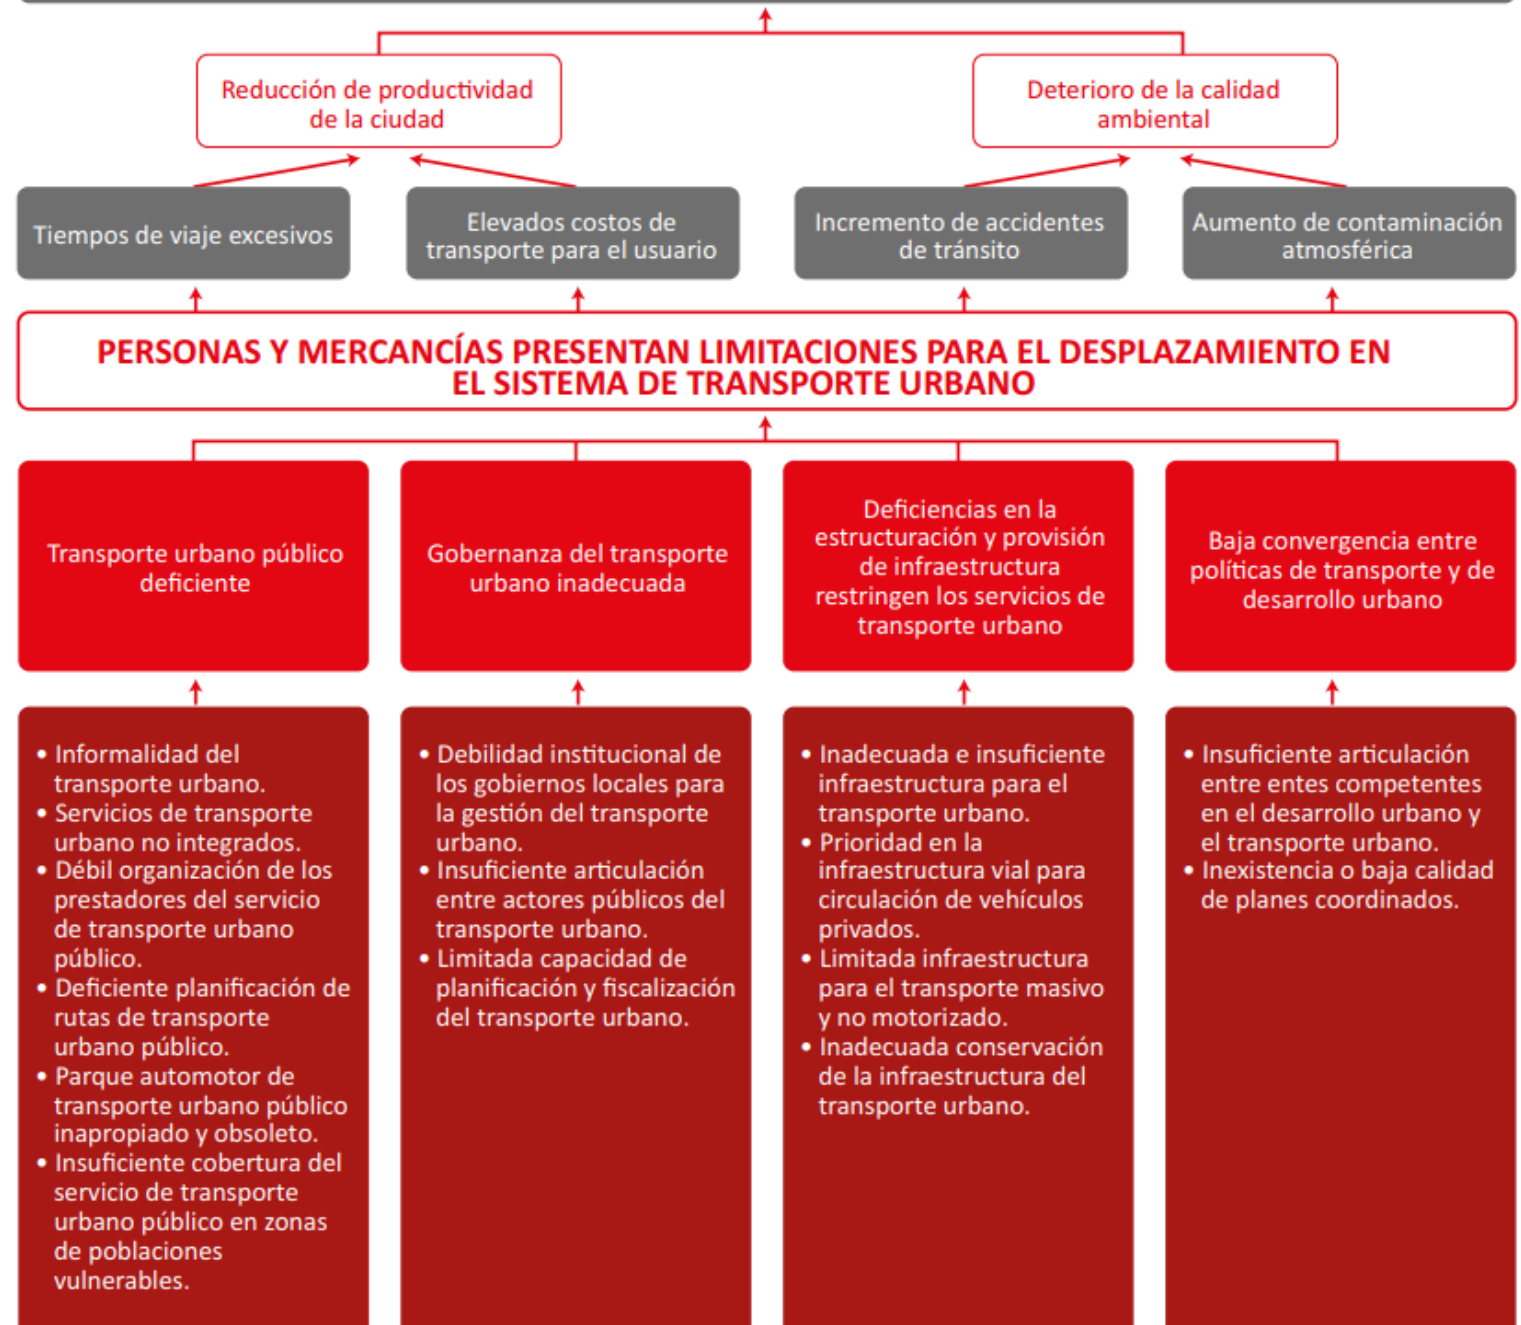 Reducción de productividad
de la ciudad
Deterioro de la calidad
ambiental
Tiempos de viaje excesivos
Elevados costos de
transporte para el usuario
Incremento de accidentes
de tránsito
Aumento de contaminación
atmosférica
PERSONAS Y MERCANCÍAS PRESENTAN LIMITACIONES PARA EL DESPLAZAMIENTO EN
EL SISTEMA DE TRANSPORTE URBANO
Transporte urbano público
deficiente
Gobernanza del transporte
urbano inadecuada
Deficiencias en la
estructuración y provisión
de infraestructura
restringen los servicios de
transporte urbano
Baja convergencia entre
políticas de transporte y de
desarrollo urbano
• Informalidad del
transporte urbano.
• Servicios de transporte
urbano no integrados.
• Débil organización de los
prestadores del servicio
de transporte urbano
público.
• Deficiente planificación de
rutas de transporte
urbano público.
• Parque automotor de
transporte urbano público
inapropiado y obsoleto.
• Insuficiente cobertura del
servicio de transporte
urbano público en zonas
de poblaciones
vulnerables.
• Debilidad institucional de
los gobiernos locales para
la gestión del transporte
urbano.
• Insuficiente articulación
entre actores públicos del
transporte urbano.
• Limitada capacidad de
planificación y fiscalización
del transporte urbano.
• Inadecuada e insuficiente
infraestructura para el
transporte urbano.
• Prioridad en la
infraestructura vial para
circulación de vehículos
privados.
• Limitada infraestructura
para el transporte masivo
y no motorizado.
• Inadecuada conservación
de la infraestructura del
transporte urbano.
• Insuficiente articulación
entre entes competentes
en el desarrollo urbano y
el transporte urbano.
• Inexistencia o baja calidad
de planes coordinados.